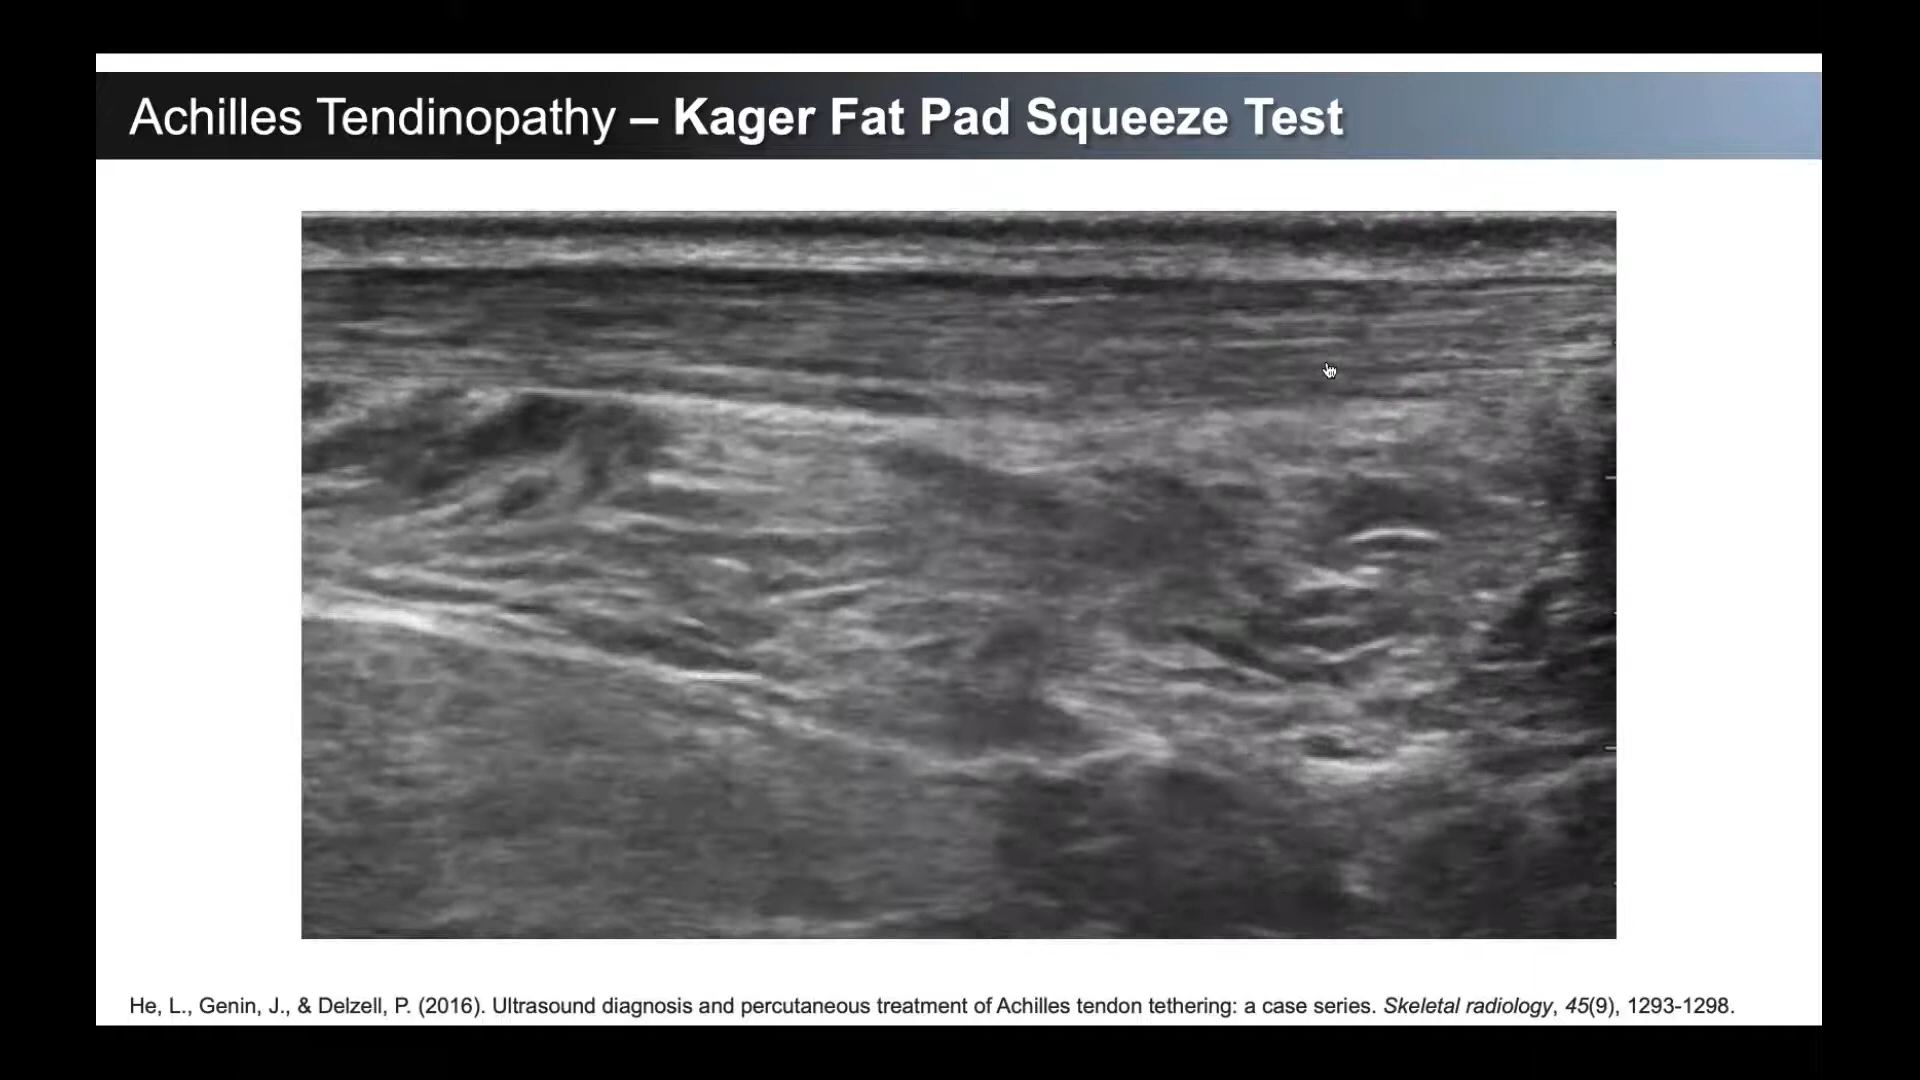 Achilles Tendinopathy – Kager Fat Pad Squeeze Test
He, L., Genin, J., & Delzell, P. (2016). Ultrasound diagnosis and percutaneous treatment of Achilles tendon tethering: a case series. Skeletal radiology, 45(9), 1293-1298.